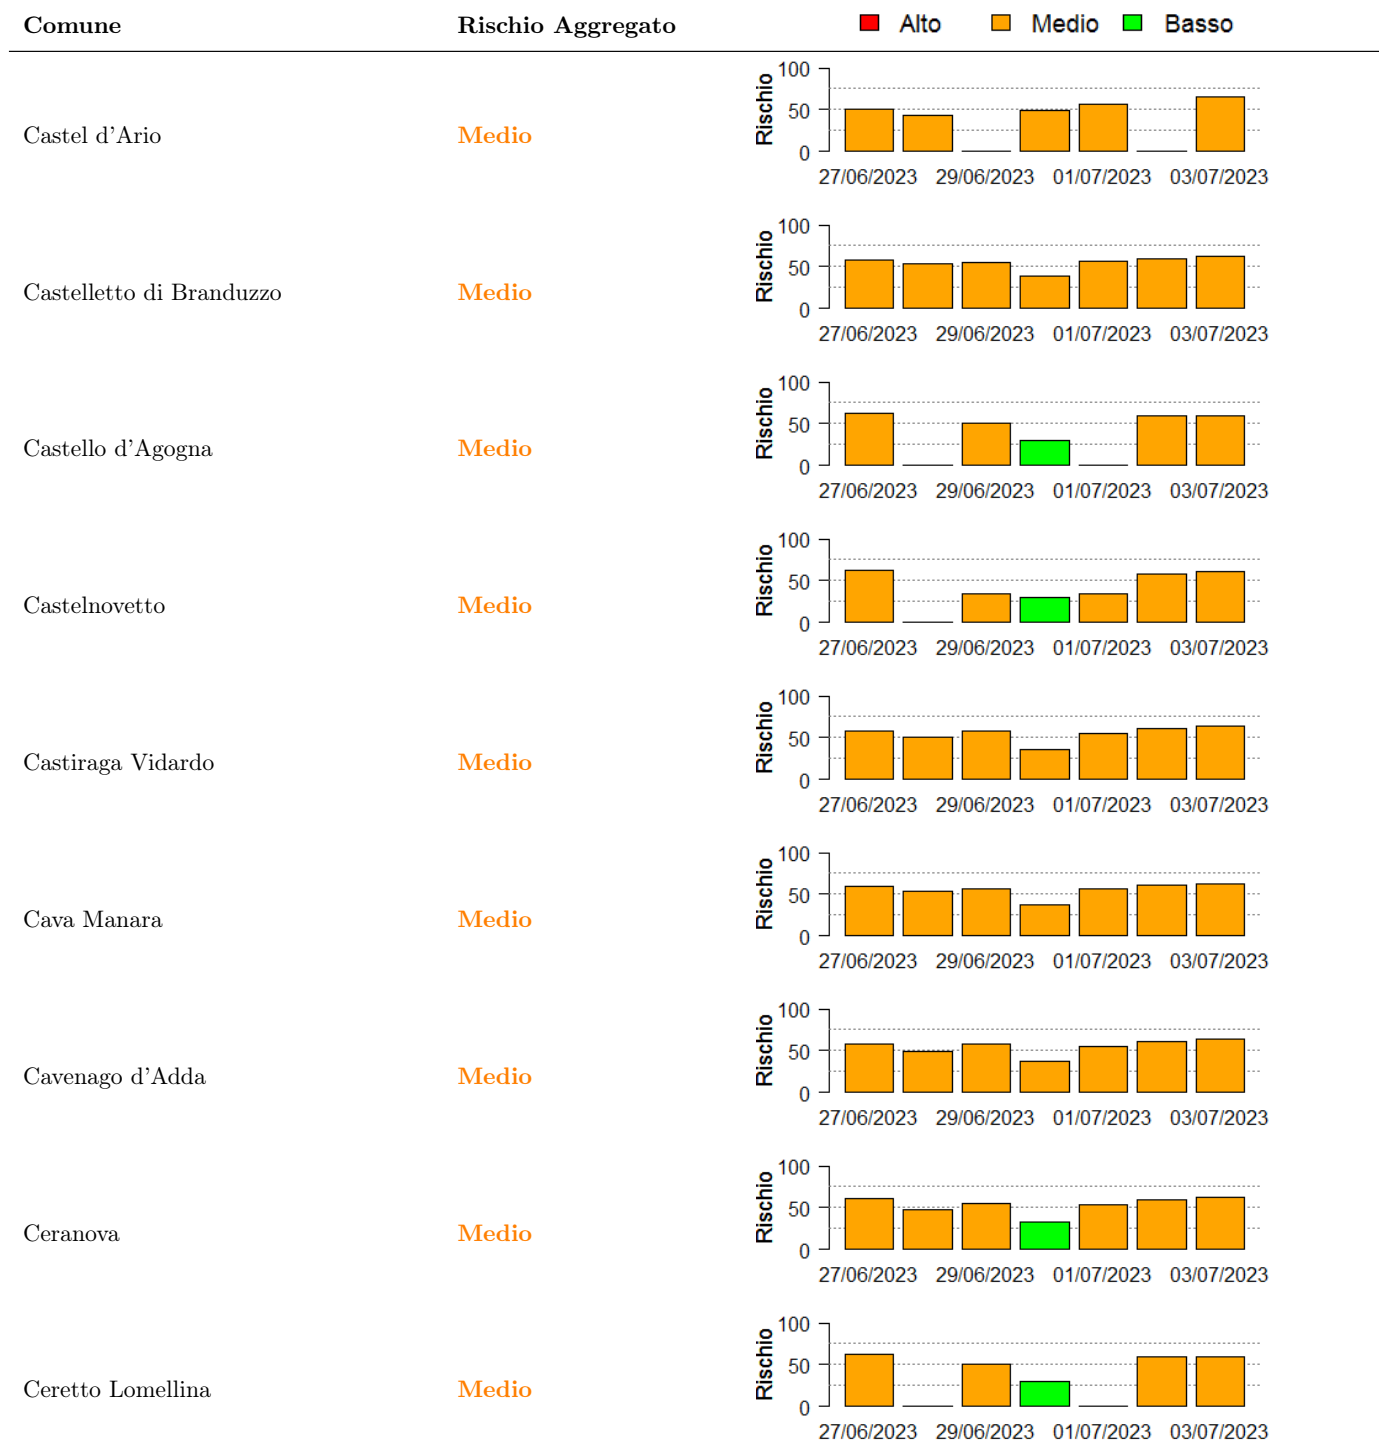 Comune Rischio Aggregato Alto Medio Basso
Castel d'Ario Medio
Rischio
100
50
0
27/06/2023 29/06/2023 01/07/2023 03/07/2023
Castelletto di Branduzzo Medio
Rischio
100
50
0
27/06/2023 29/06/2023 01/07/2023 03/07/2023
Castello d'Agogna Medio
Rischio
100
50
0
27/06/2023 29/06/2023 01/07/2023 03/07/2023
Castelnovetto Medio
Rischio
100
50
0
27/06/2023 29/06/2023 01/07/2023 03/07/2023
Castiraga Vidardo Medio
Rischio
100
50
0
27/06/2023 29/06/2023 01/07/2023 03/07/2023
Cava Manara Medio
Rischio
100
50
0
27/06/2023 29/06/2023 01/07/2023 03/07/2023
Cavenago d'Adda Medio
Rischio
100
50
0
27/06/2023 29/06/2023 01/07/2023 03/07/2023
Ceranova Medio
Rischio
100
50
0
27/06/2023 29/06/2023 01/07/2023 03/07/2023
Ceretto Lomellina Medio
Rischio
100
50
0
27/06/2023 29/06/2023 01/07/2023 03/07/2023